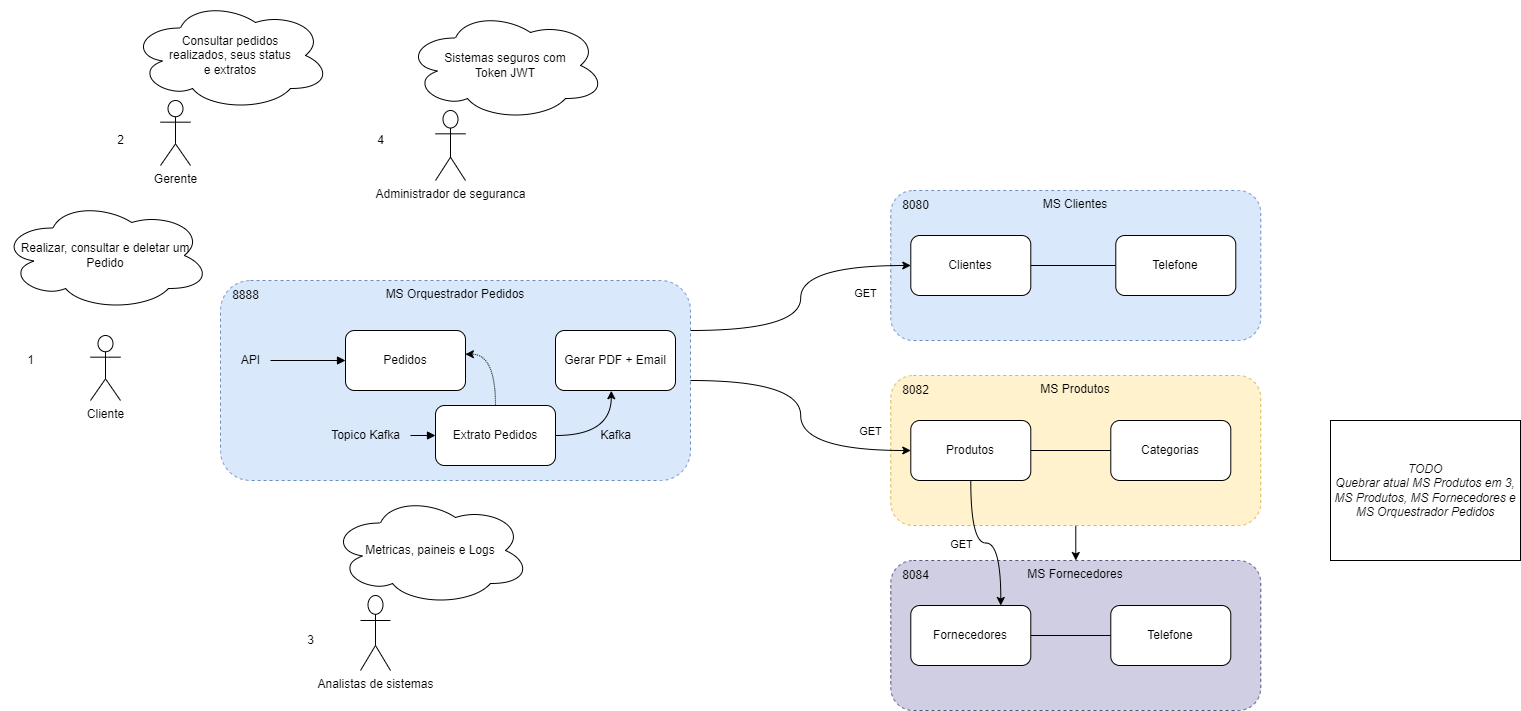 Consultar pedidos
realizados, seus status
e extratos
2
Gerente
Sistemas seguros com
Token JWT
4
Administrador de seguranca
Realizar, consultar e deletar um
Pedido
1
Cliente
8888
MS Orquestrador Pedidos
API
Pedidos
Gerar PDF + Email
Topico Kafka
Extrato Pedidos
Kafka
Metricas, paineis e Logs
3
Analistas de sistemas
GET
8080
MS Clientes
Clientes
Telefone
GET
8082
MS Produtos
Produtos
Categorias
GET
8084
MS Fornecedores
Fornecedores
Telefone
TODO
Quebrar atual MS Produtos em 3,
MS Produtos, MS Fornecedores e
MS Orquestrador Pedidos